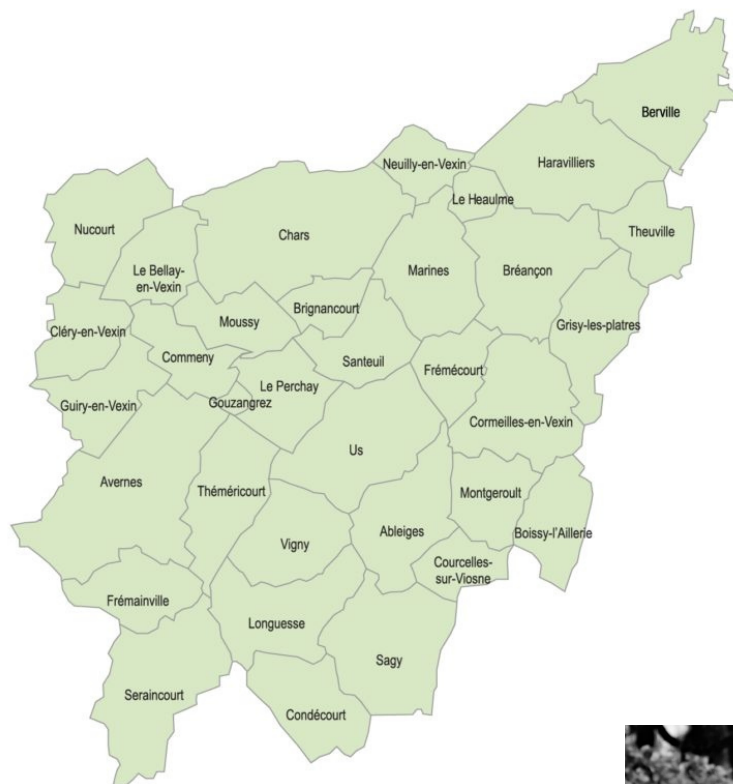 Berville
Neuilly-en-Vexin
Haravilliers
Le Heaulme
Nucourt
Chars
Theuville
Le Bellay-
en-Vexin
Marines
Bréançon
Brignancourt
Moussy
Grisy-les-platres
Cléry-en-Vexin
Commeny
Santeuil
Frémécourt
Le Perchay
Guiry-en-Vexin
Gouzangrez
Cormeilles-en-Vexin
Us
Avernes
Théméricourt
Montgeroult
Ableiges
Boissy-l'Aillerie
Vigny
Courcelles-
sur-Viosne
Frémainville
Longuesse
Sagy
Seraincourt
Condécourt